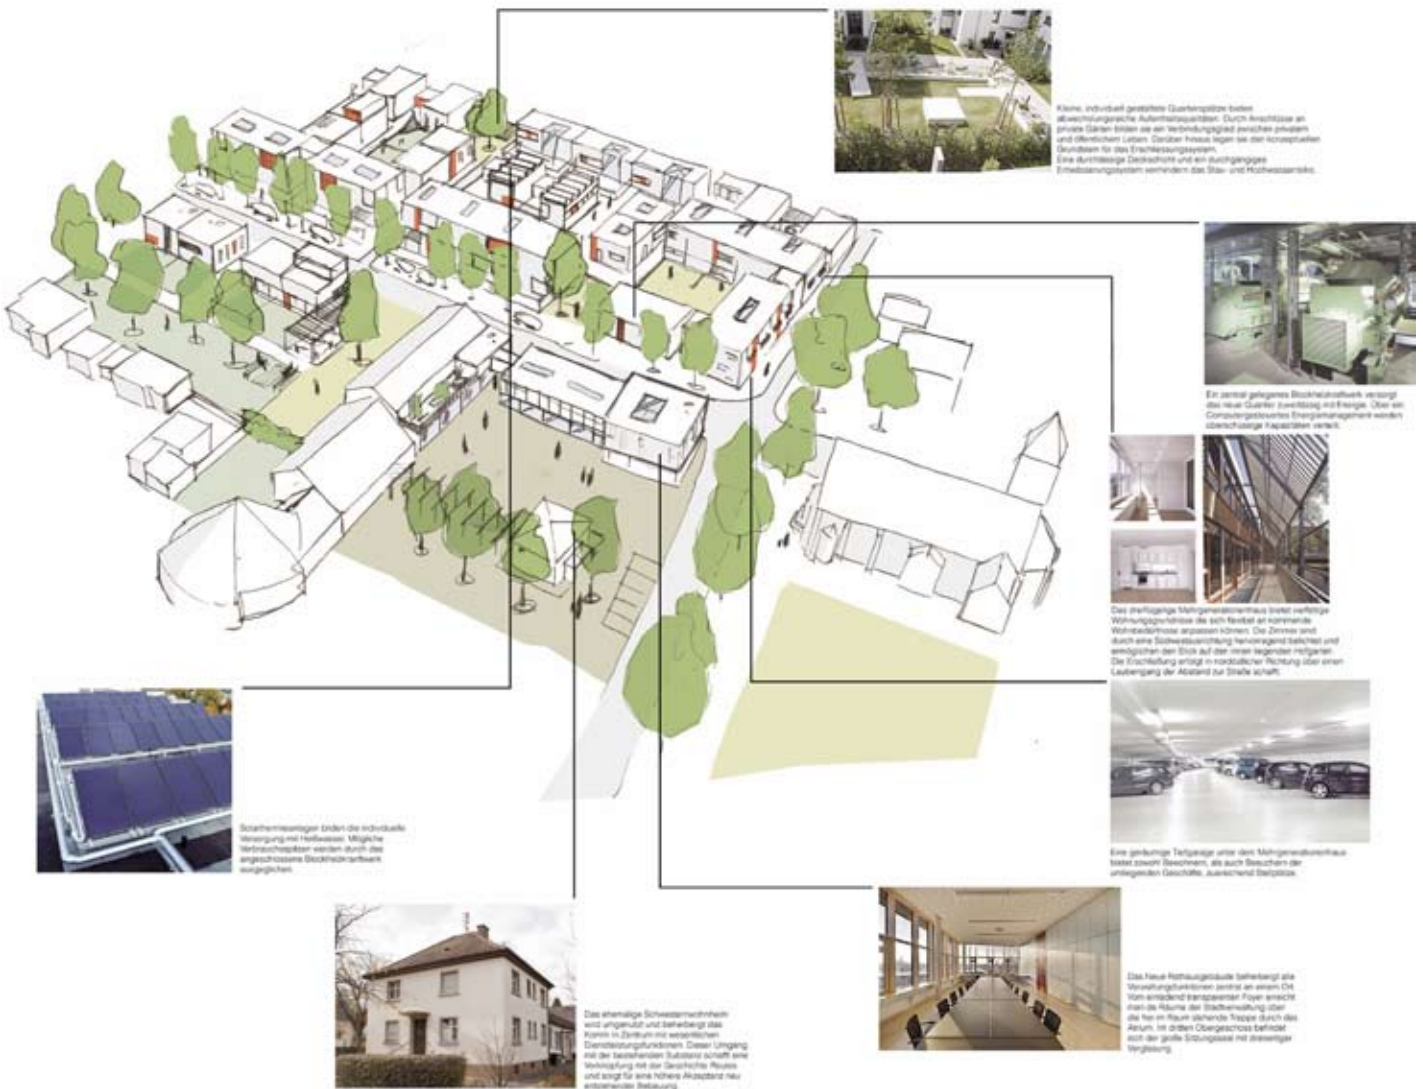 Kleine, individuell gestaltete Quartiersplätze bieten
abwechslungsreiche Aufenthaltsqualitäten. Durch Anschlüsse an
private Gärten bilden sie ein Verbindungsglied zwischen privatem
und öffentlichem Leben. Darüber hinaus legen sie den konzeptuellen
Grundstein für das Erschliessungssystem.
Eine durchlässige Deckschicht und ein durchgängiges
Entwässerungssystem vermindern das Stau- und Hochwasserrisiko.
Ein zentral gelegenes Blockheizkraftwerk versorgt
das neue Quartier zuverlässig mit Energie. Über ein
Computergesteuertes Energiemanagement werden
überschüssige Kapazitäten verteilt.
Das dreiflügelige Mehrgenerationenhaus bietet vielfältige
Wohnungsgrundrisse die sich flexibel an kommende
Wohnbedürfnisse anpassen können. Die Zimmer sind
durch eine Südwestausrichtung hervorragend belichtet und
ermöglichen den Blick auf den innen liegenden Hofgarten.
Die Erschließung erfolgt in nordöstlicher Richtung über einen
Laubengang der Abstand zur Straße schafft.
Eine geräumige Tiefgarage unter dem Mehrgenerationenhaus
bietet sowohl Bewohnern, als auch Besuchern der
umliegenden Geschäfte, ausreichend Stellplätze.
Solarthermieanlagen bilden die individuelle
Versorgung mit Heißwasser. Mögliche
Verbrauchsspitzen werden durch das
angeschlossene Blockheizkraftwerk
ausgeglichen.
Das ehemalige Schwesternwohnheim
wird umgenutzt und beherbergt das
Komm in Zentrum mit wesentlichen
Dienstleistungsfunktionen. Dieser Umgang
mit der bestehenden Substanz schafft eine
Verknüpfung mit der Geschichte
und sorgt für eine höhere Akzeptanz neu
entstehender Bebauung.
Das Neue Rathausgebäude beherbergt alle
Verwaltungsfunktionen zentral an einem Ort.
Vom einladend transparenten Foyer erreicht
man die Räume der Stadtverwaltung über
die frei im Raum stehende Treppe durch das
Atrium. Im dritten Obergeschoss befindet
sich der große Sitzungssaal mit dreiseitiger
Verglasung.